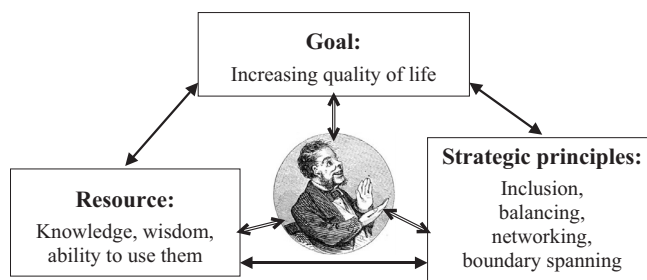 Goal:
Increasing quality of life
Resource:
Knowledge, wisdom,
ability to use them
Strategic principles:
Inclusion,
balancing,
networking,
boundary spanning